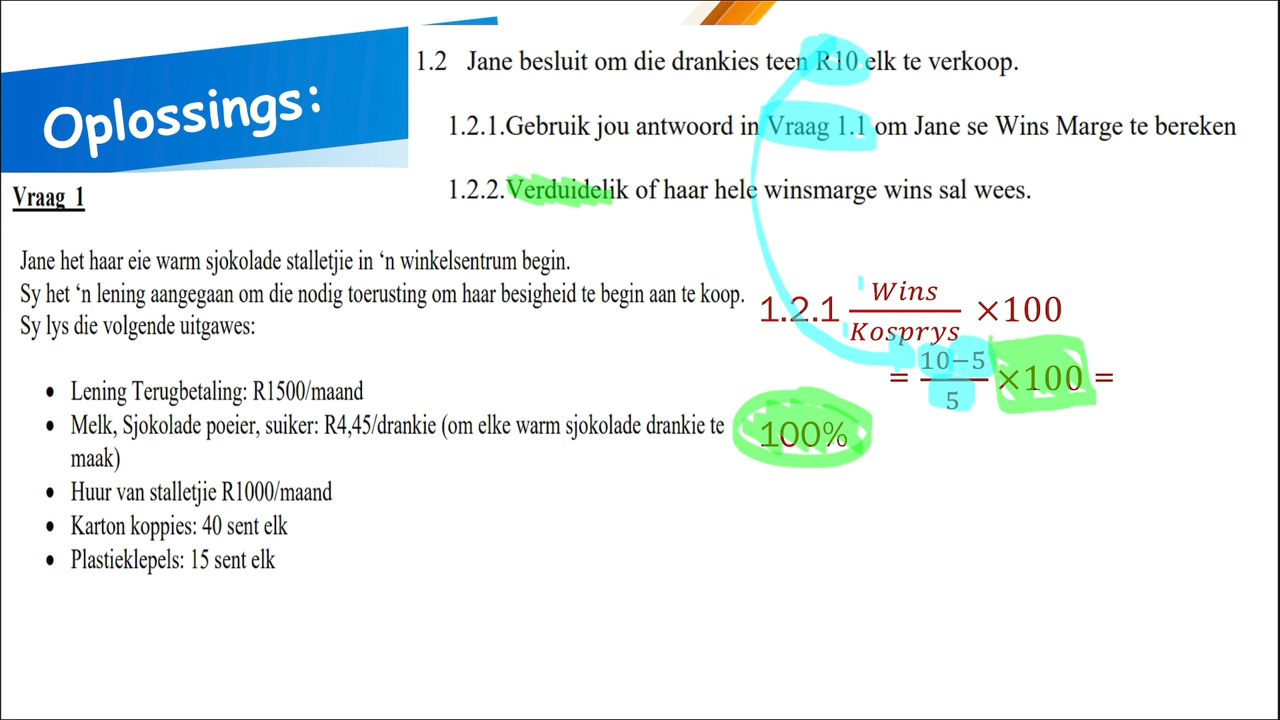 Oplossings:
1.2 Jane besluit om die drankies teen R10 elk te verkoop.
1.2.1.Gebruik jou antwoord in Vraag 1.1 om Jane se Wins Marge te bereken
1.2.2.Verduidelik of haar hele winsmarge wins sal wees.
Vraag 1
Jane het haar eie warm sjokolade stalletjie in ‘n winkelsentrum begin.
Sy het ‘n lening aangegaan om die nodig toerusting om haar besigheid te begin aan te koop.
Sy lys die volgende uitgawes:
• Lening Terugbetaling: R1500/maand
• Melk, Sjokolade poeier, suiker: R4,45/drankie (om elke warm sjokolade drankie te
maak)
• Huur van stalletjie R1000/maand
• Karton koppies: 40 sent elk
• Plastieklepels: 15 sent elk
1.2.1 Wins/Kosprys ×100
= 10−5/5 ×100 =
100%